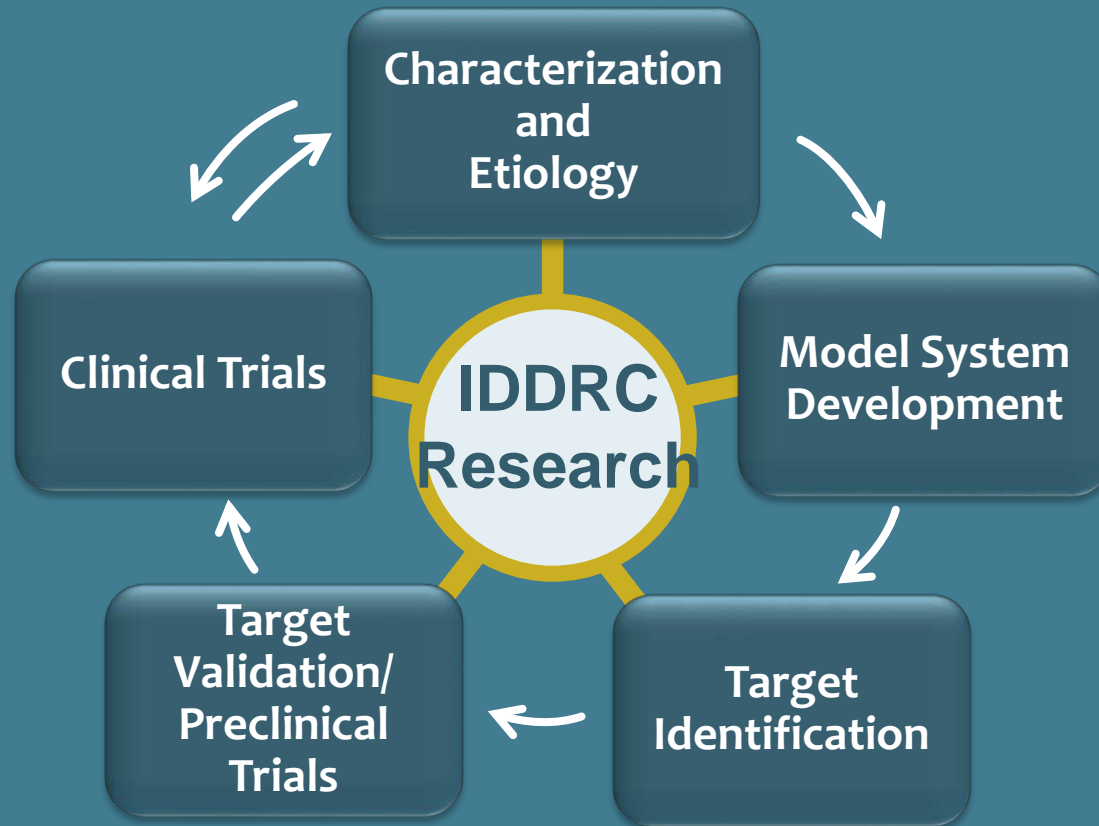 Characterization
and
Etiology
Clinical Trials
IDDRC
Research
Model System
Development
Target
Validation/
Preclinical
Trials
Target
Identification